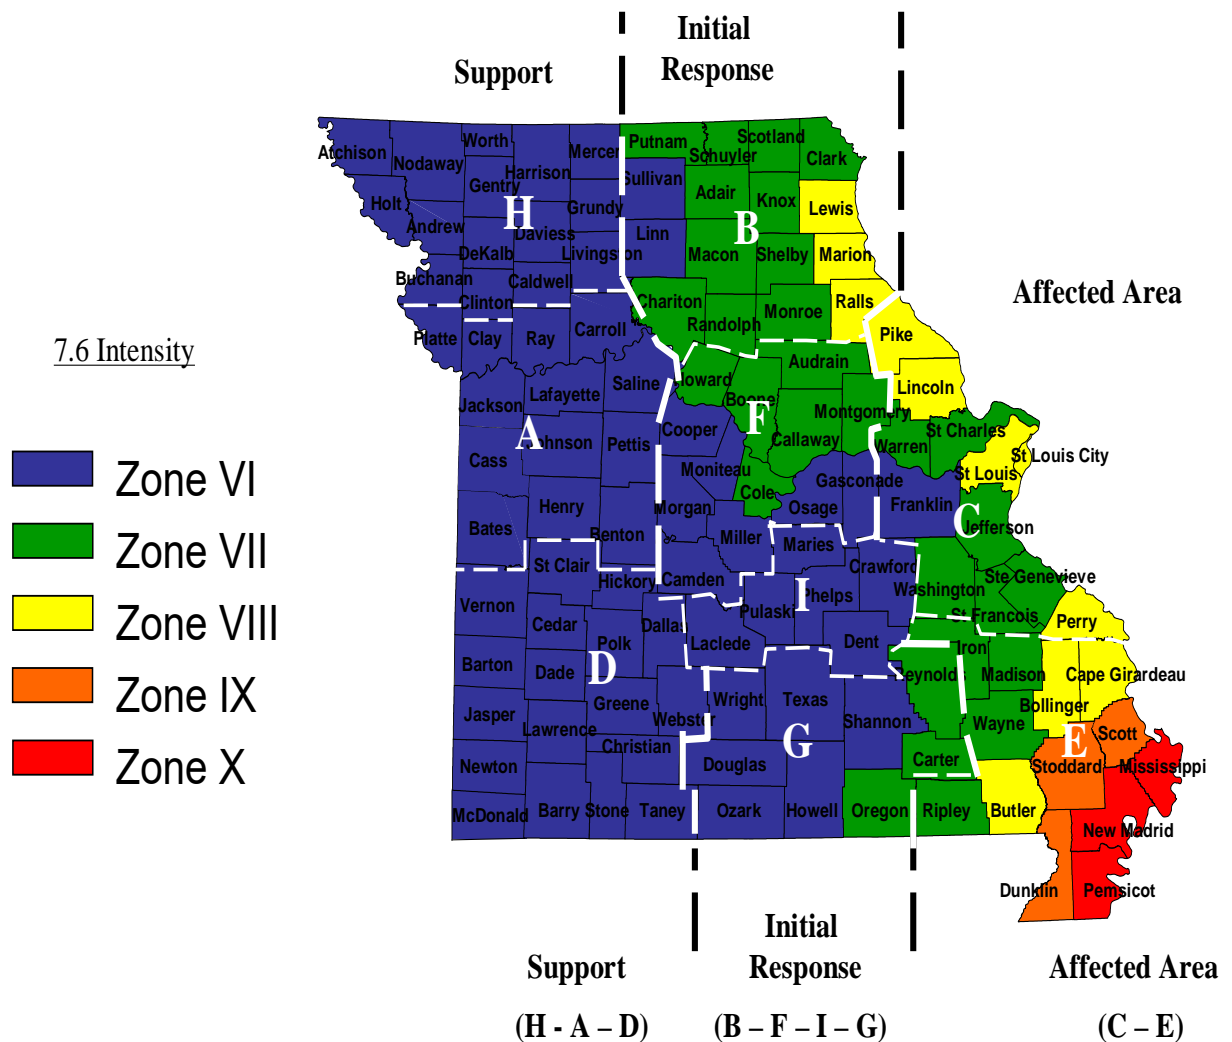 Initial
Response
Support
Affected Area
7.6 Intensity
Zone VI
Zone VII
Zone VIII
Zone IX
Zone X
Atchison
Nodaway
Worth
Harrison
Mercer
Putnam
Schuyler
Scotland
Clark
Holt
Gentry
Grundy
Sullivan
Adair
Knox
Lewis
H
B
Andrew
DeKalb
Daviess
Livingston
Linn
Macon
Shelby
Marion
Buchanan
Clinton
Caldwell
Chariton
Randolph
Monroe
Ralls
Pike
Platte
Clay
Ray
Carroll
Audrain
Lincoln
Jackson
Lafayette
Saline
Howard
Boone
Montgomery
Warren
St Charles
A
F
Cass
Johnson
Pettis
Cooper
Callaway
St Louis City
St Louis
Moniteau
Gasconade
Franklin
Cole
Bates
Henry
Benton
Morgan
Miller
Osage
C
Jefferson
Maries
Crawford
St Clair
Hickory
Camden
Pulaski
Phelps
I
Washington
Ste Genevieve
St Francois
Perry
Vernon
Cedar
Polk
Dallas
Laclede
Dent
Iron
Barton
Dade
D
Reynolds
Madison
Cape Girardeau
Bollinger
Jasper
Lawrence
Greene
Webster
Wright
Texas
Shannon
Wayne
Scott
Christian
G
E
Newton
Douglas
Carter
Stoddard
Mississippi
McDonald
Barry
Stone
Taney
Ozark
Howell
Oregon
Ripley
Butler
New Madrid
Dunklin
Pemsicot
Initial
Support
Response
Affected Area
(H - A – D)
(B – F – I – G)
(C – E)